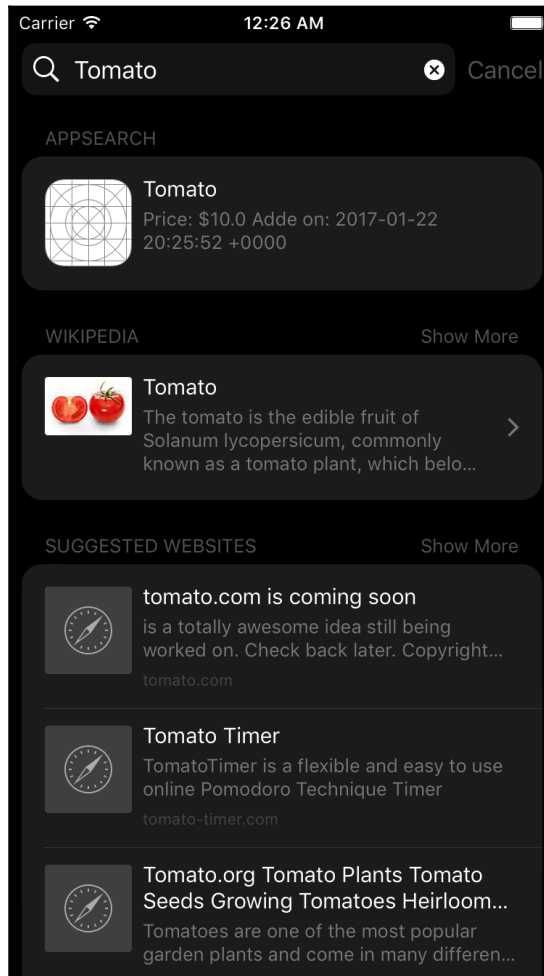 Carrier 12:26 AM
Tomato Cancel
APPSEARCH
Tomato
Price: $10.0 Adde on: 2017-01-22
20:25:52 +0000
WIKIPEDIA Show More
Tomato
The tomato is the edible fruit of
Solanum lycopersicum, commonly
known as a tomato plant, which belo...
SUGGESTED WEBSITES Show More
tomato.com is coming soon
is a totally awesome idea still being
worked on. Check back later. Copyright...
tomato.com
Tomato Timer
TomatoTimer is a flexible and easy to use
online Pomodoro Technique Timer
tomato-timer.com
Tomato.org Tomato Plants Tomato
Seeds Growing Tomatoes Heirloom...
Tomatoes are one of the most popular
garden plants and come in many differen...